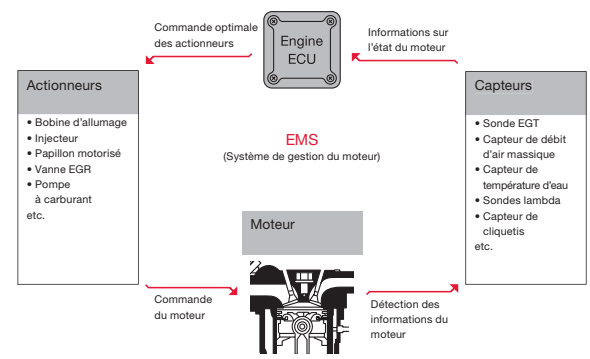 Commande optimale
des actionneurs
Engine
ECU
Informations sur
l'état du moteur
Actionneurs
• Bobine d'allumage
• Injecteur
• Papillon motorisé
• Vanne EGR
• Pompe
à carburant
etc.
EMS
(Système de gestion du moteur)
Capteurs
• Sonde EGT
• Capteur de débit
d'air massique
• Capteur de
température d'eau
• Sondes lambda
• Capteur de
cliquetis
etc.
Moteur
Commande
du moteur
Détection des
informations du
moteur